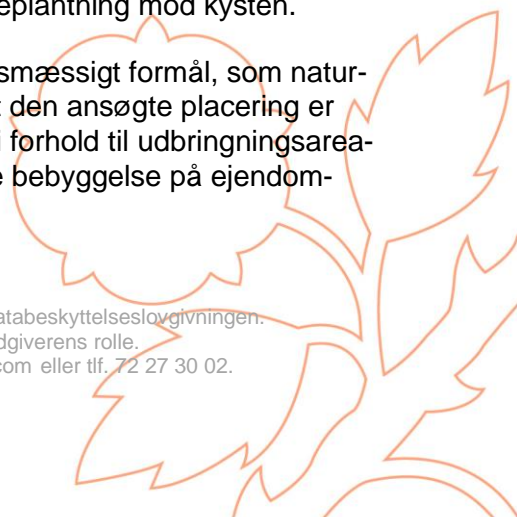 eplantning mod kysten.
smæssigt formål, som natur-
t den ansøgte placering er
i forhold til udbringningsarea-
e bebyggelse på ejendom-
atabeskyttelseslovgivningen.
dgiverens rolle.
com eller tlf. 72 27 30 02.